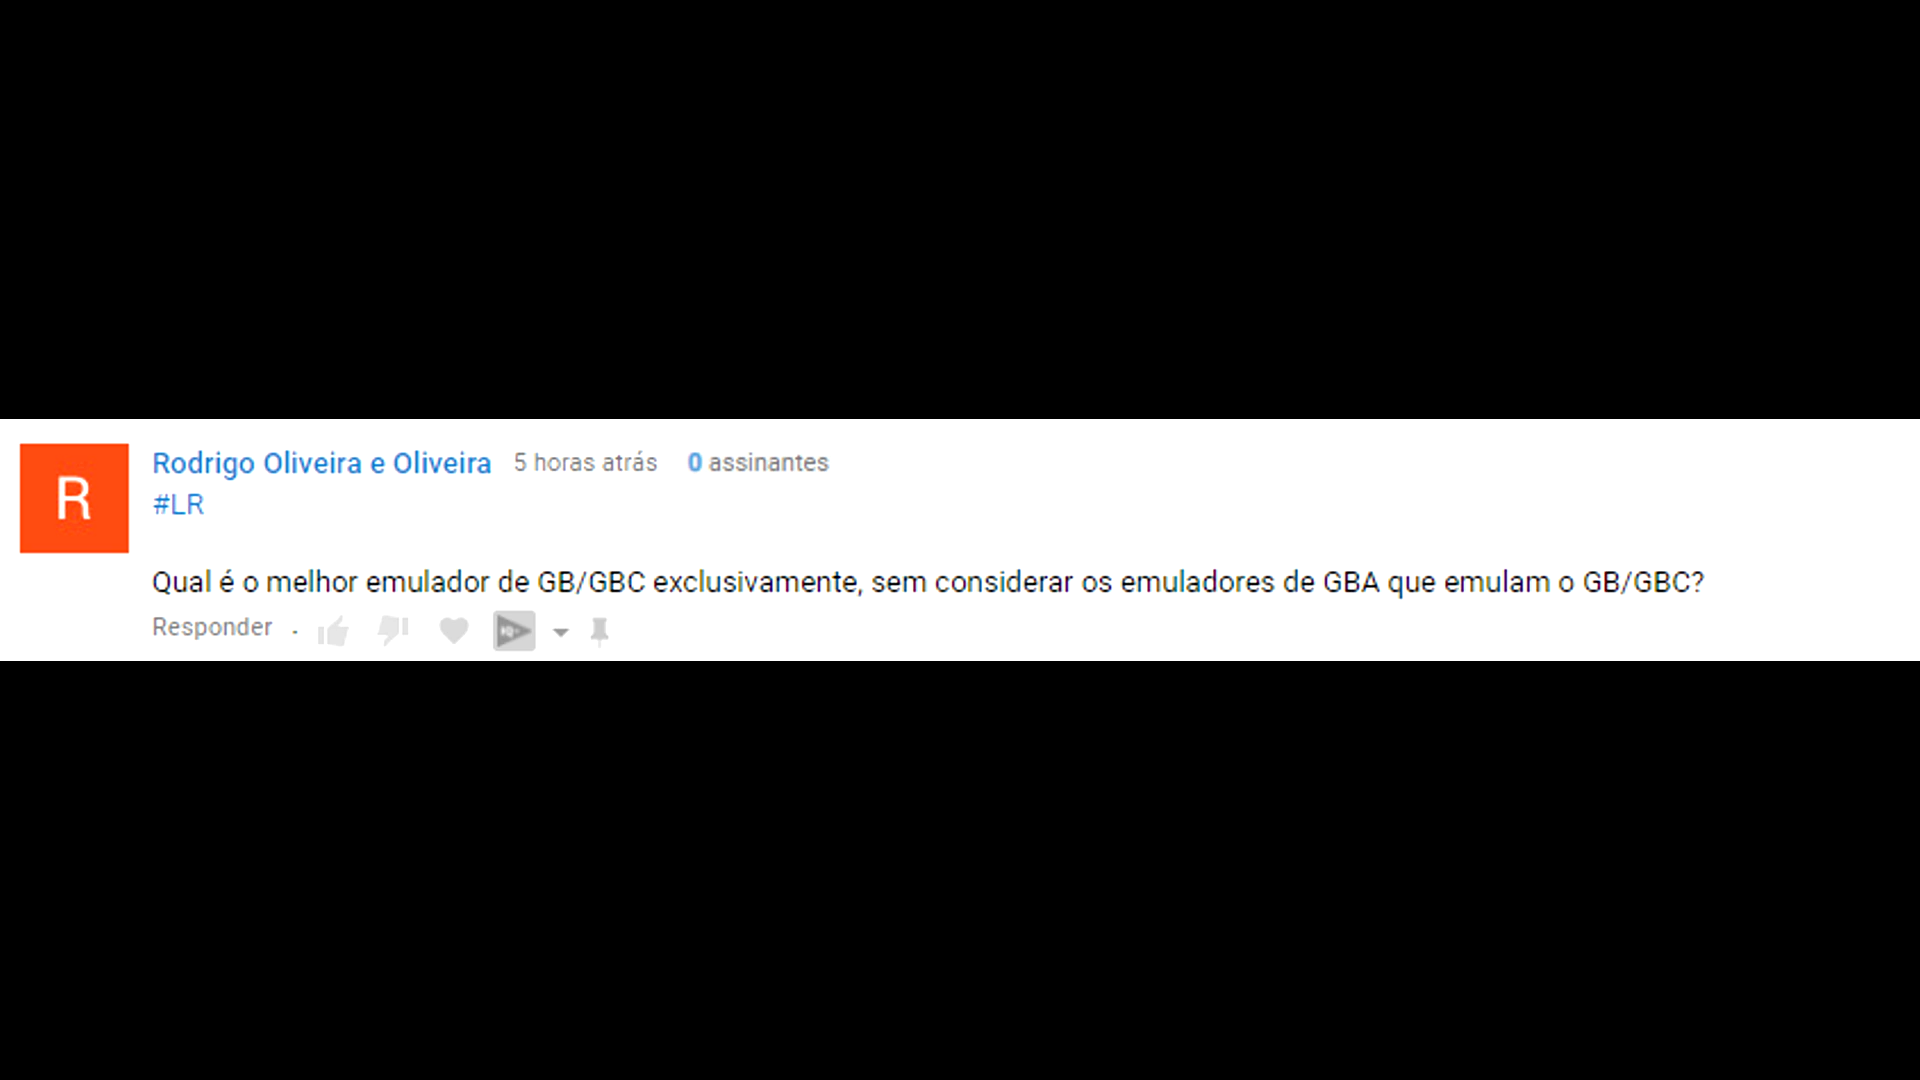 R
Rodrigo Oliveira e Oliveira 5 horas atrás 0 assinantes
#LR
Qual é o melhor emulador de GB/GBC exclusivamente, sem considerar os emuladores de GBA que emulam o GB/GBC?
Responder .